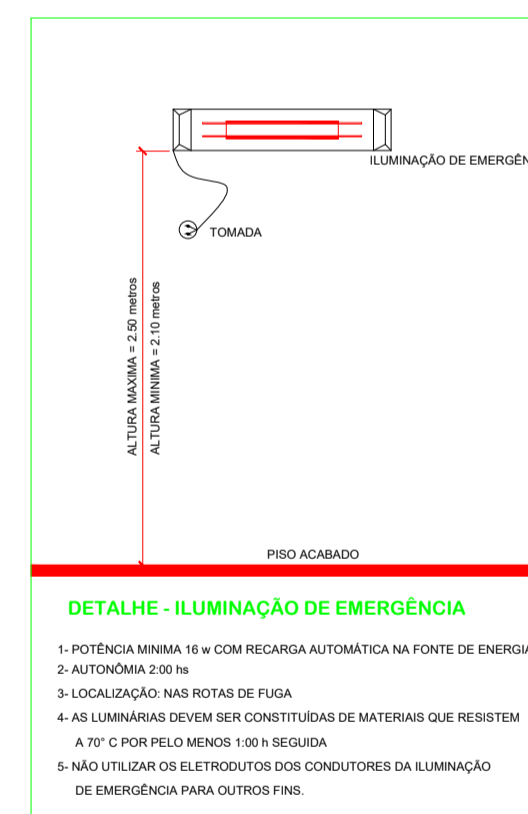 ILUMINAÇÃO DE EMERGÊN
TOMADA
ALTURA MAXIMA = 2.50 metros
ALTURA MINIMA = 2.10 metros
PISO ACABADO
DETALHE - ILUMINAÇÃO DE EMERGÊNCIA
1- POTÊNCIA MINIMA 16 w COM RECARGA AUTOMÁTICA NA FONTE DE ENERGIA
2- AUTONÔMIA 2:00 hs
3- LOCALIZAÇÃO: NAS ROTAS DE FUGA
4- AS LUMINÁRIAS DEVEM SER CONSTITUÍDAS DE MATERIAIS QUE RESISTEM
A 70° C POR PELO MENOS 1:00 h SEGUIDA
5- NÃO UTILIZAR OS ELETRODUTOS DOS CONDUTORES DA ILUMINAÇÃO
DE EMERGÊNCIA PARA OUTROS FINS.